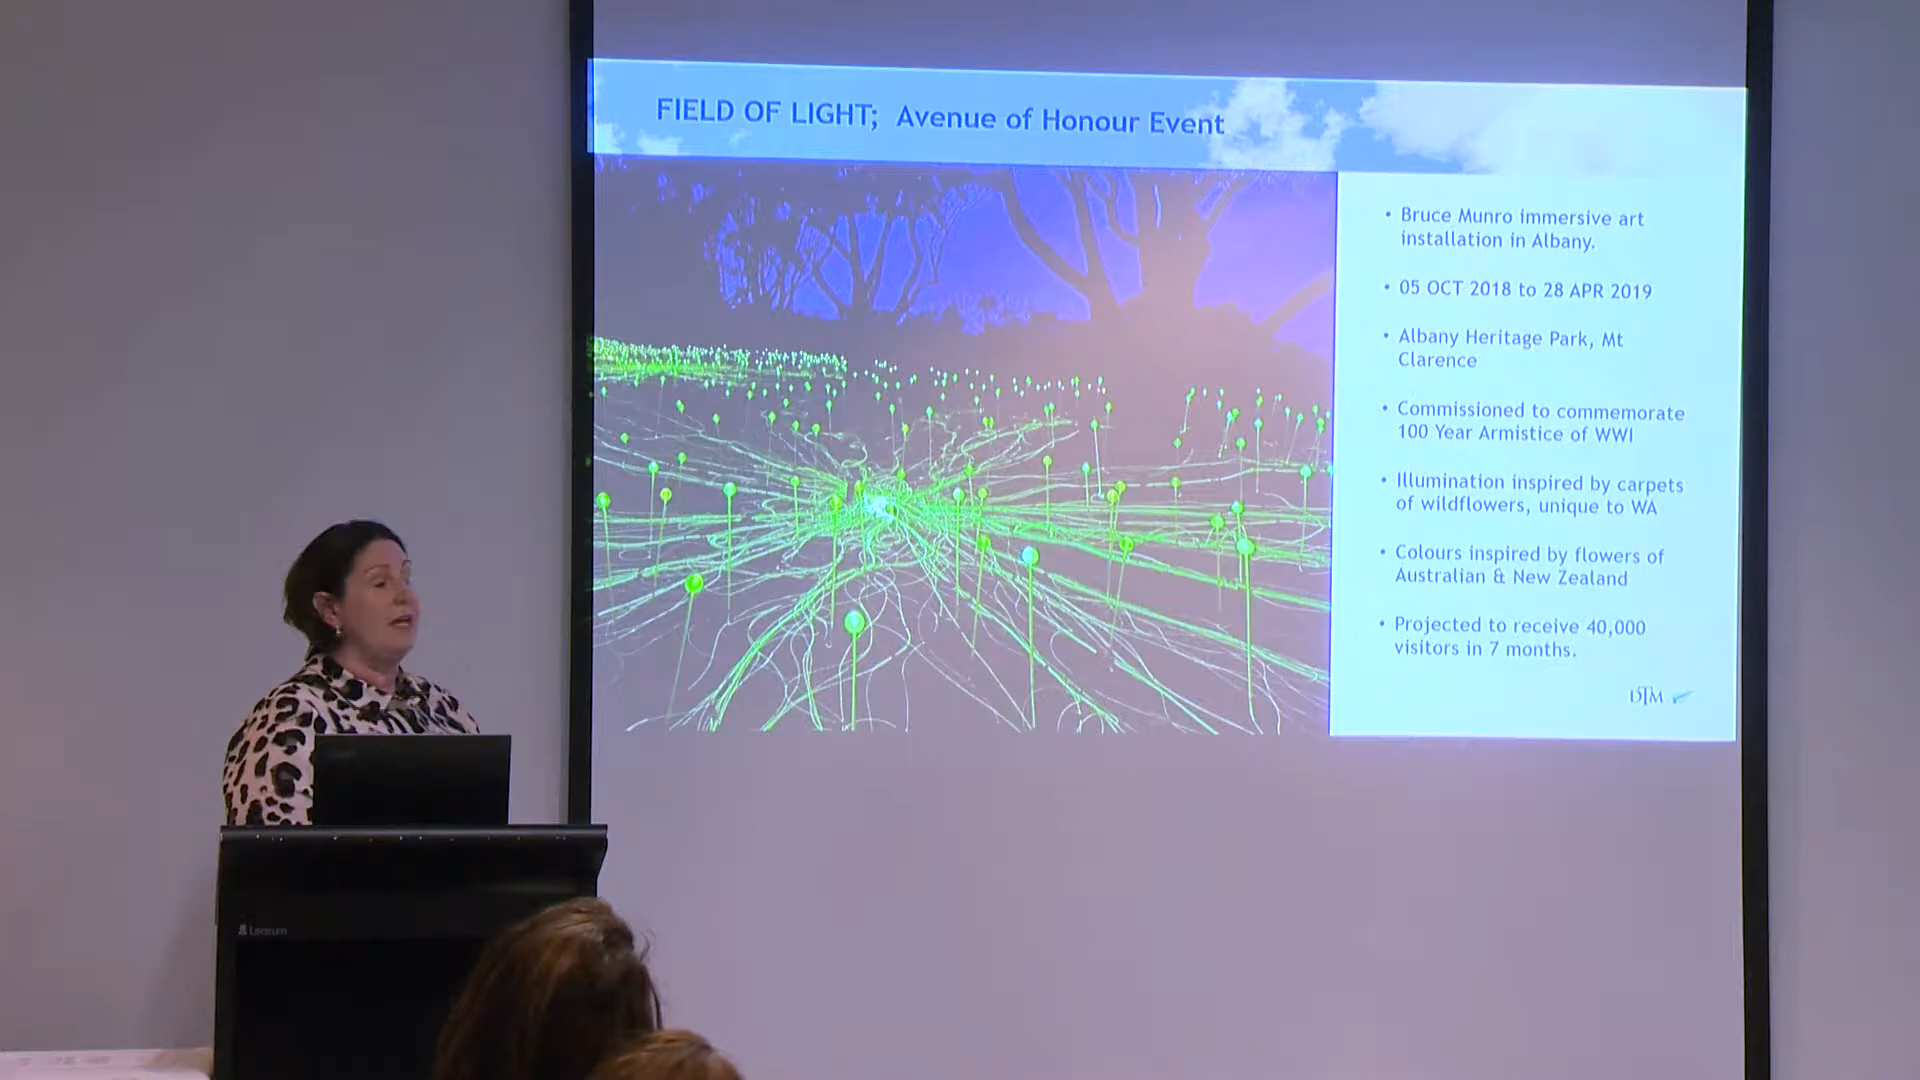 FIELD OF LIGHT; Avenue of Honour Event
• Bruce Munro immersive art
installation in Albany.
• 05 OCT 2018 to 28 APR 2019
• Albany Heritage Park, Mt
Clarence
• Commissioned to commemorate
100 Year Armistice of WWI
• Illumination inspired by carpets
of wildflowers, unique to WA
• Colours inspired by flowers of
Australian & New Zealand
• Projected to receive 40,000
visitors in 7 months.
DTM
Lectrum